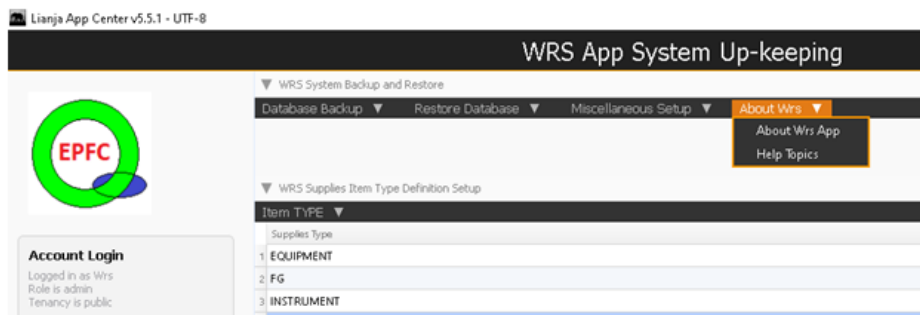 Lianja App Center v5.5.1 - UTF-8
WRS App System Up-keeping
WRS System Backup and Restore
Database Backup ▼ Restore Database ▼ Miscellaneous Setup ▼ About Wrs ▼
About Wrs App
Help Topics
EPFC
WRS Supplies Item Type Definition Setup
Item TYPE ▼
Supplies Type
1 EQUIPMENT
2 FG
3 INSTRUMENT
Account Login
Logged in as Wrs
Role is admin
Tenancy is public